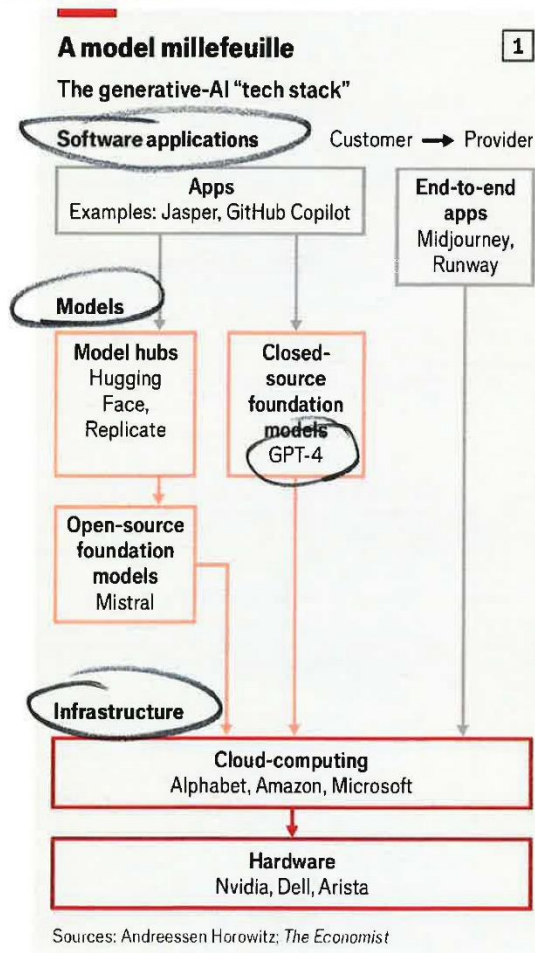 A model millefeuille
1
The generative-AI “tech stack”
Software applications
Customer → Provider
Apps
Examples: Jasper, GitHub Copilot
End-to-end
apps
Midjourney,
Runway
Models
Model hubs
Hugging
Face,
Replicate
Closed-
source
foundation
models
GPT-4
Open-source
foundation
models
Mistral
Infrastructure
Cloud-computing
Alphabet, Amazon, Microsoft
Hardware
Nvidia, Dell, Arista
Sources: Andreessen Horowitz; The Economist